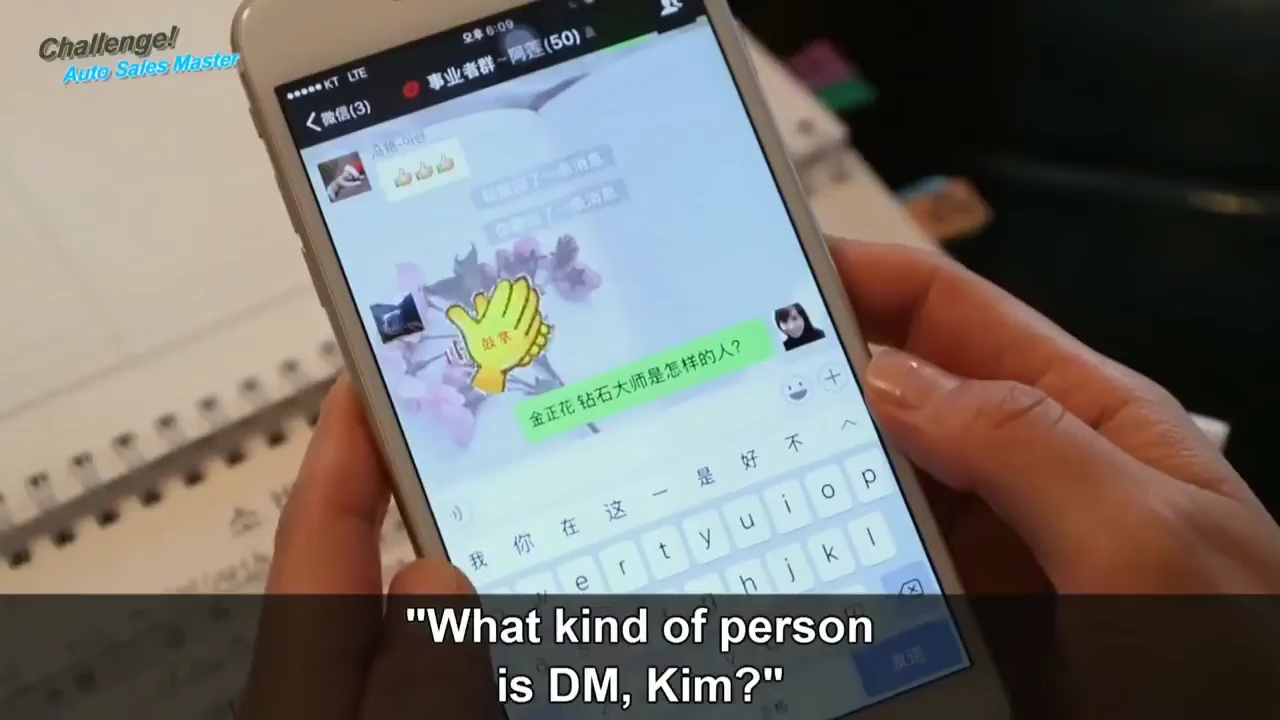 Challenge!
Auto Sales Master
KT LTE
오후 6:09
微信(3)
事业者群~阿莲(50)
金正花 钻石大师是怎样的人?
我 你 在 这 一 是 好 不
e r t y u i o p
h j k l
发送
"What kind of person
is DM, Kim?"